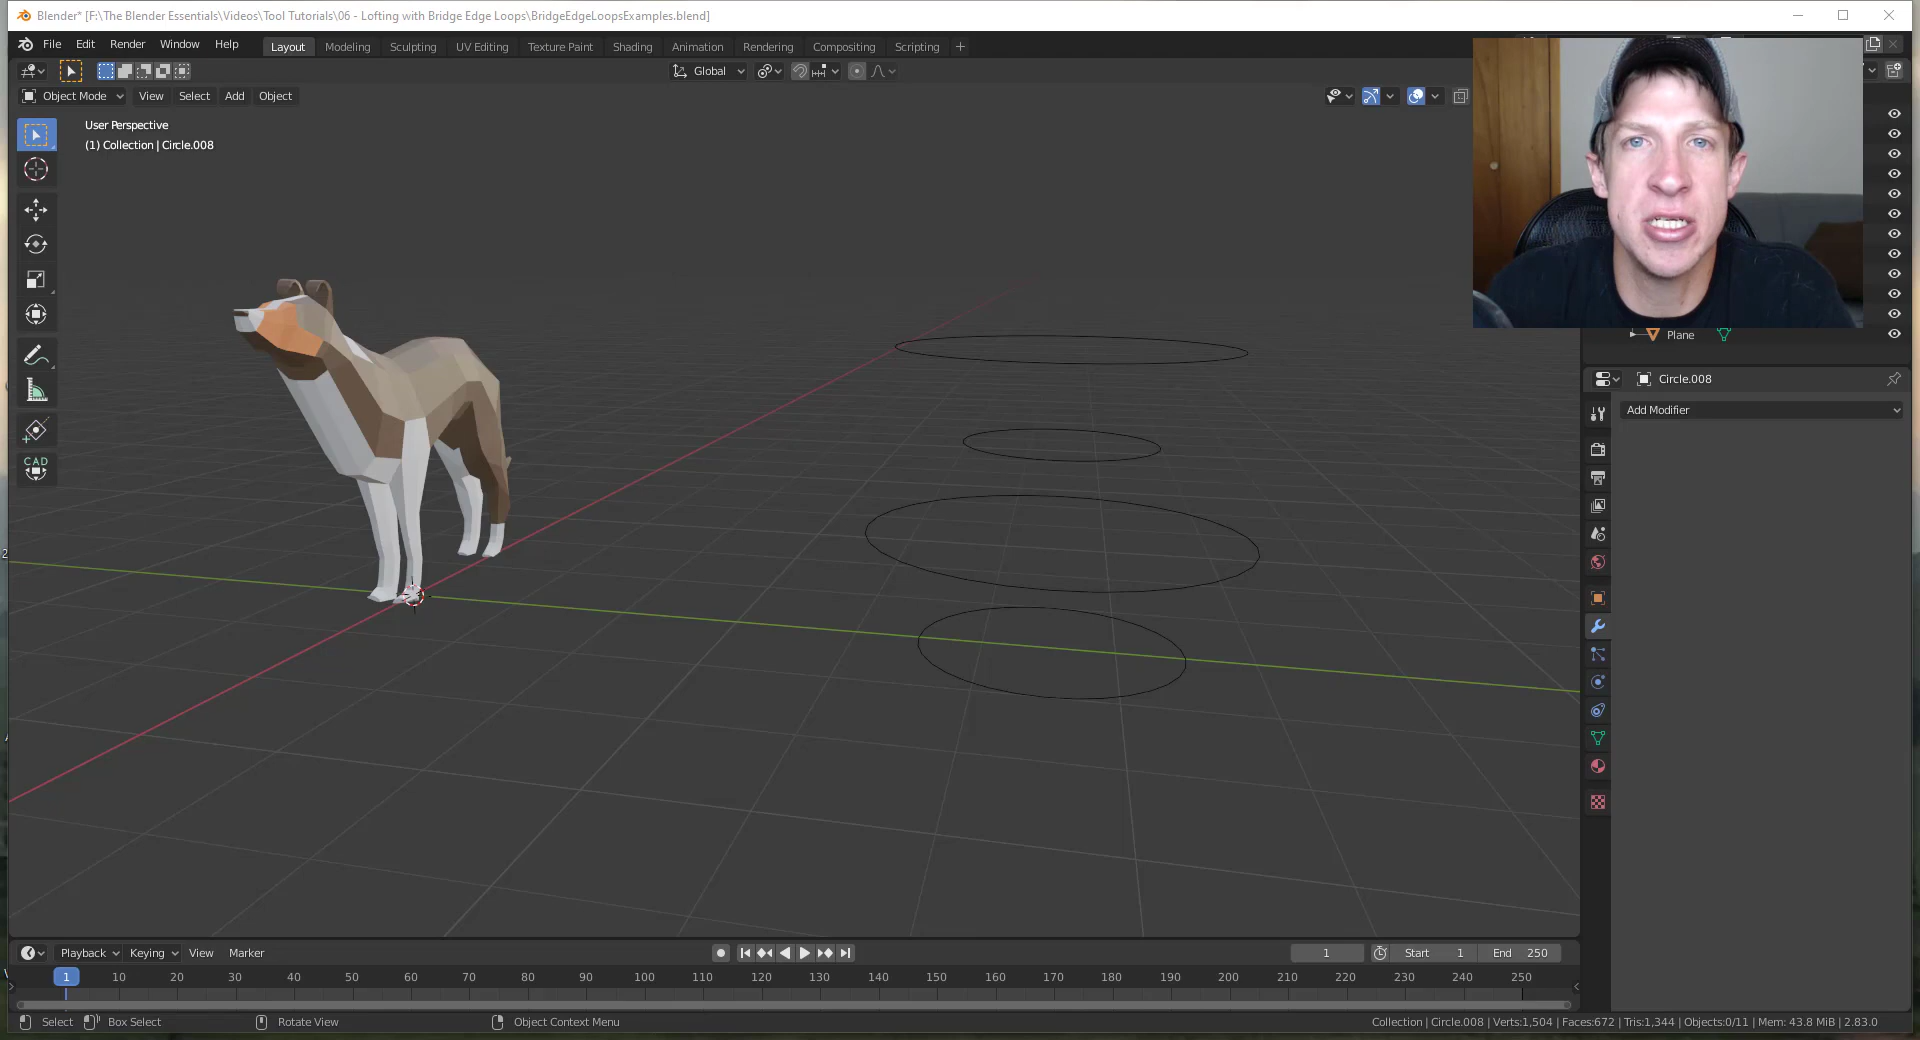 Blender* [F:\The Blender Essentials\Videos\Tool Tutorials\06 - Lofting with Bridge Edge Loops\BridgeEdgeLoopsExamples.blend]
File Edit Render Window Help Layout Modeling Sculpting UV Editing Texture Paint Shading Animation Rendering Compositing Scripting +
Global
Object Mode View Select Add Object
User Perspective
(1) Collection | Circle.008
CAD
Plane
Circle.008
Add Modifier
Playback Keying View Marker 1 Start 1 End 250
1 10 20 30 40 50 60 70 80 90 100 110 120 130 140 150 160 170 180 190 200 210 220 230 240 250
Select Box Select Rotate View Object Context Menu Collection | Circle.008 | Verts:1,504 | Faces:672 | Tris:1,344 | Objects:0/11 | Mem: 43.8 MiB | 2.83.0